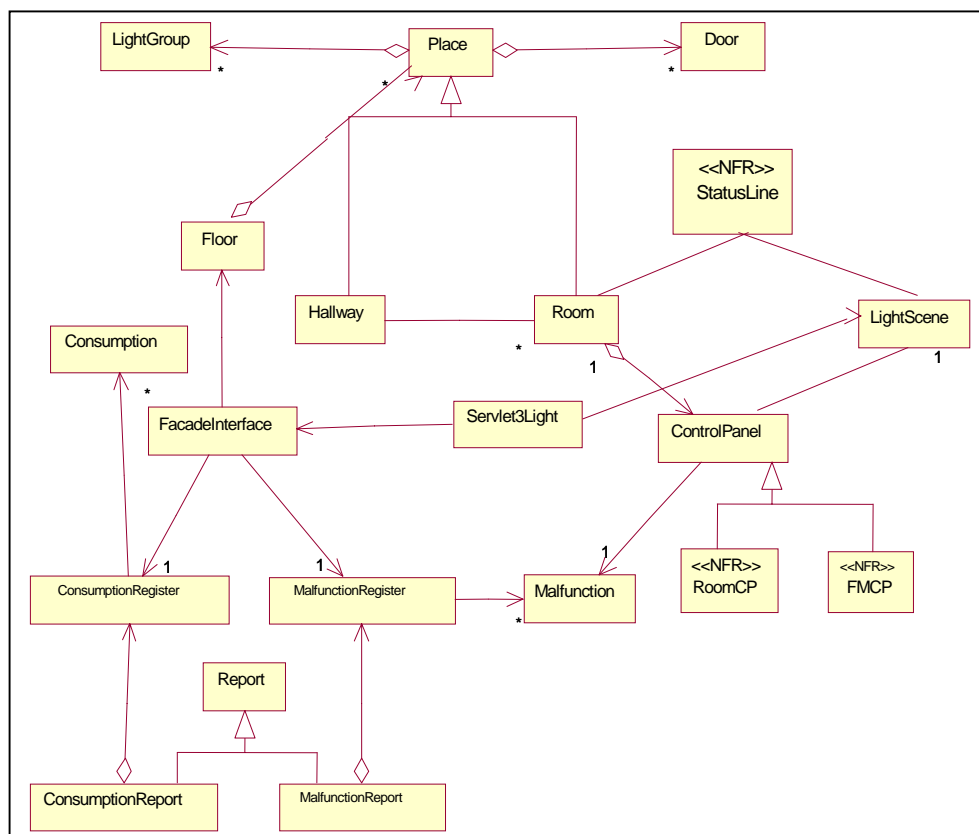 LightGroup
Place
Door
*
*
*
<<NFR>>
StatusLine
Floor
Hallway
Room
LightScene
Consumption
*
*
1
1
FacadeInterface
Servlet3Light
ControlPanel
1
1
1
<<NFR>>
RoomCP
<<NFR>>
FMCP
ConsumptionRegister
MalfunctionRegister
Malfunction
*
Report
ConsumptionReport
MalfunctionReport